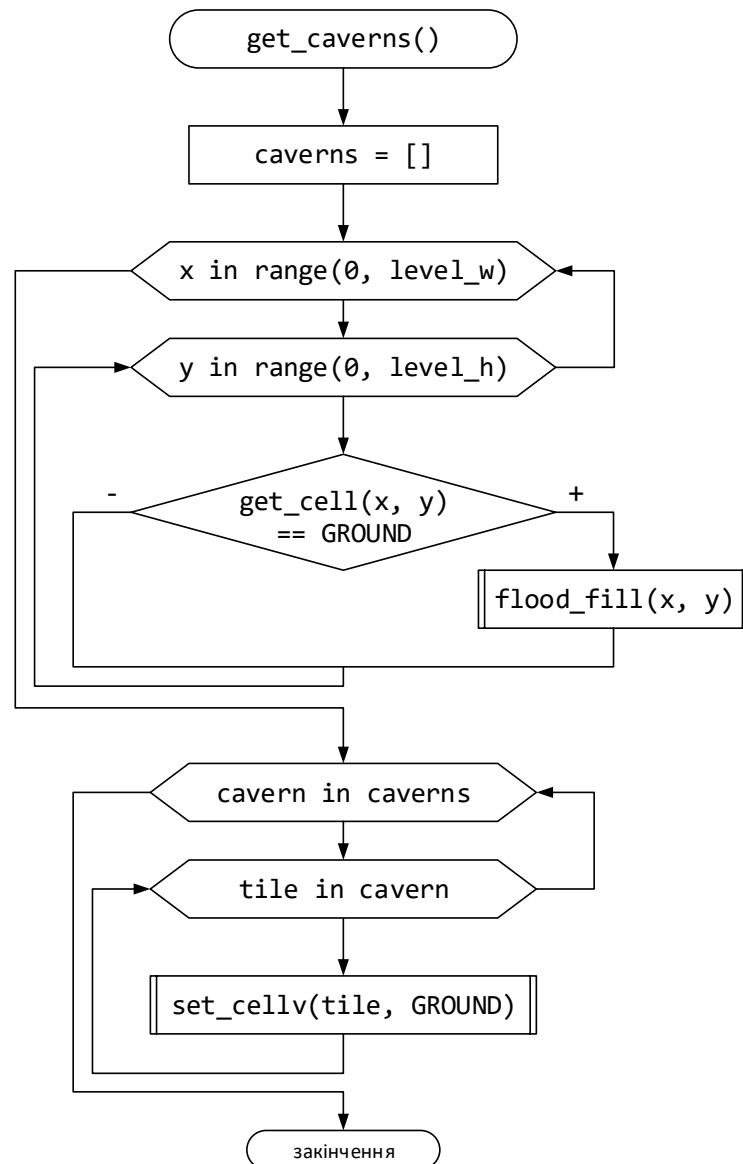 get_caverns()
caverns = []
x in range(0, level_w)
y in range(0, level_h)
-
+
get_cell(x, y)
== GROUND
flood_fill(x, y)
cavern in caverns
tile in cavern
set_cellv(tile, GROUND)
закінчення